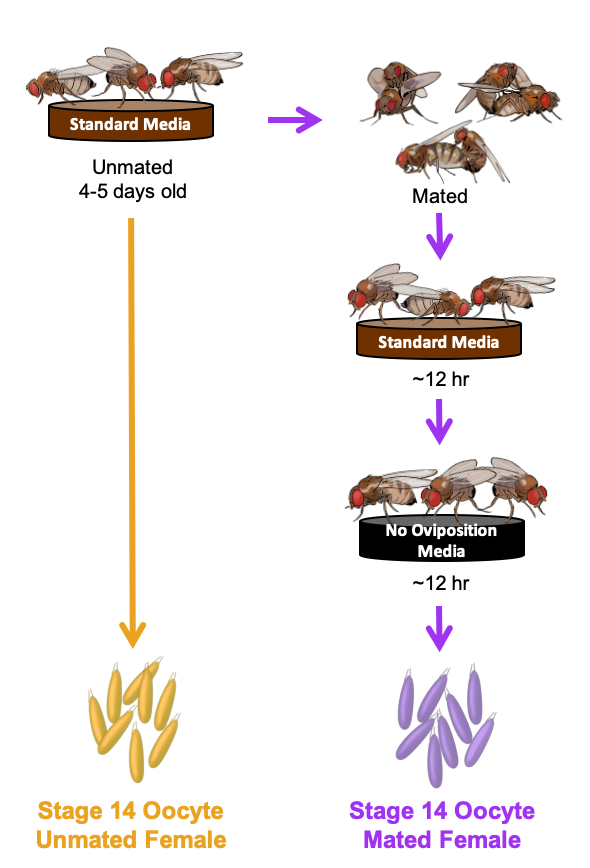 Standard Media
Unmated
4-5 days old
Mated
Standard Media
~12 hr
No Oviposition
Media
~12 hr
Stage 14 Oocyte
Unmated Female
Stage 14 Oocyte
Mated Female